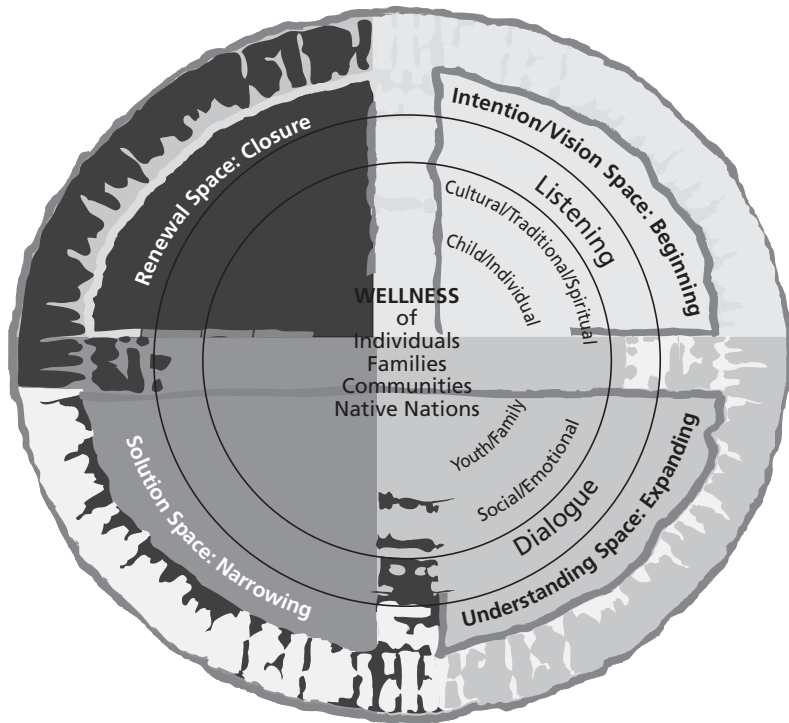 Renewal Space: Closure
Intention/Vision Space: Beginning
Listening
Cultural/Traditional/Spiritual
Child/Individual
WELLNESS
of
Individuals
Families
Communities
Native Nations
Youth/Family
Social/Emotional
Dialogue
Understanding Space: Expanding
Solution Space: Narrowing